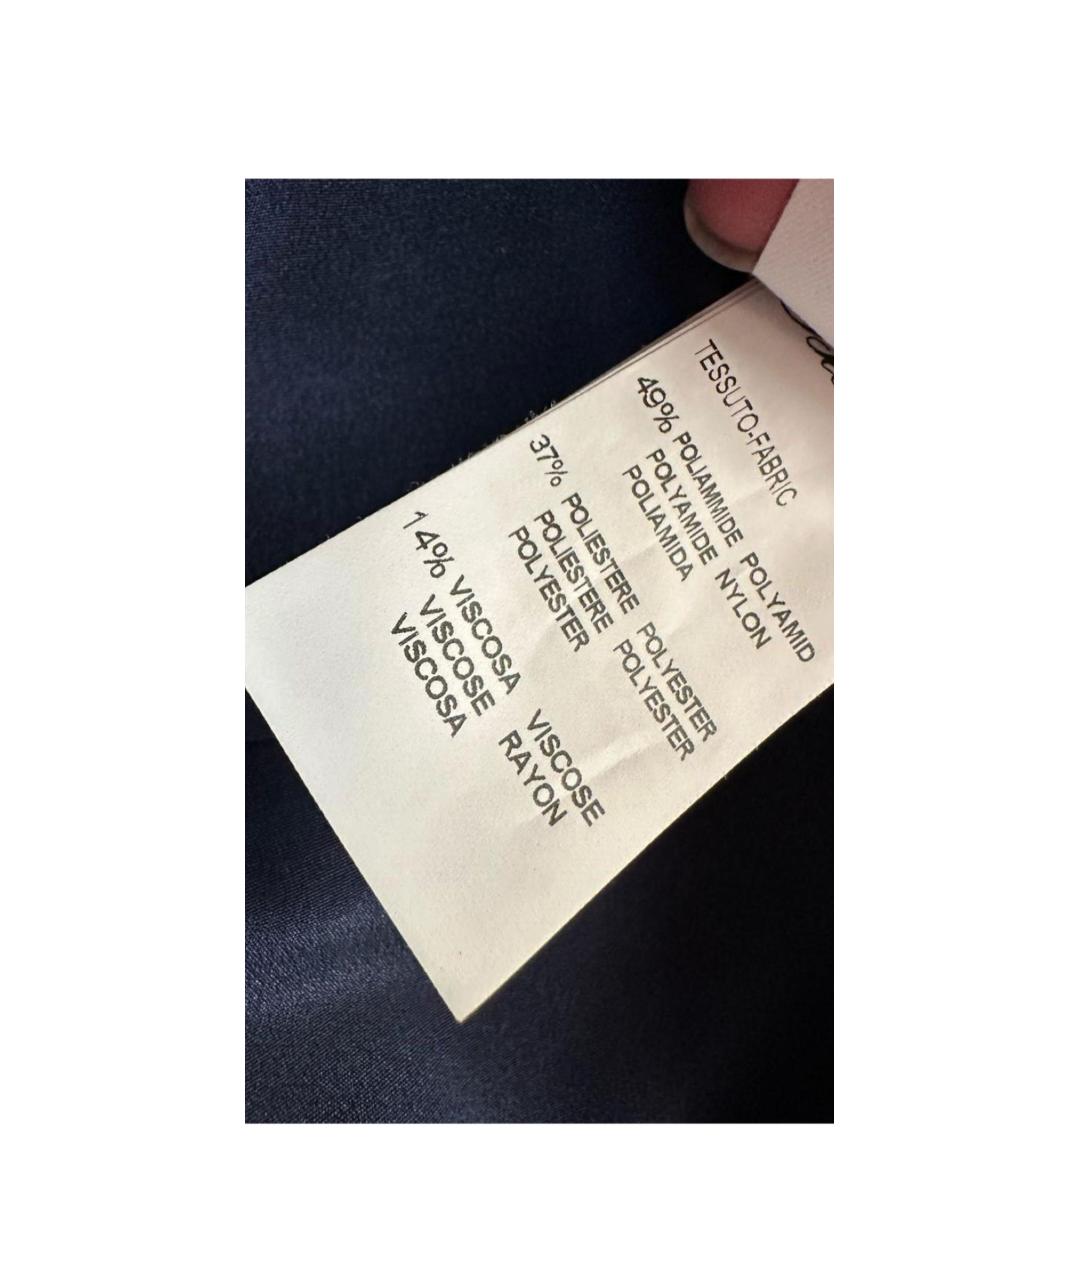 TESSUTO-FABRIC
49% POLIAMMIDE POLYAMID
POLYAMIDE NYLON
POLIAMIDA
37% POLIESTERE POLYESTER
POLIESTERE POLYESTER
POLYESTER
14% VISCOSA VISCOSE
VISCOSE RAYON
VISCOSA